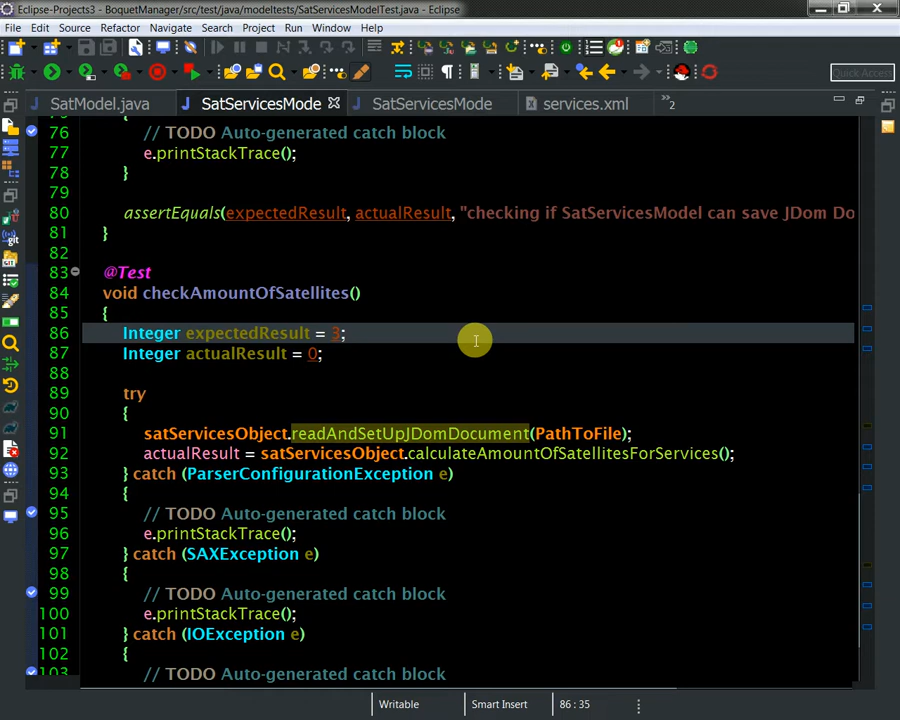 Eclipse-Projects3 - BoquetManager/src/test/java/modeltests/SatServicesModelTest.java - Eclipse
File Edit Source Refactor Navigate Search Project Run Window Help
Quick Access
SatModel.java SatServicesMode SatServicesMode services.xml 2
76 // TODO Auto-generated catch block
77 e.printStackTrace();
78 }
79
80 assertEquals(expectedResult, actualResult, "checking if SatServicesModel can save JDom Do
81 }
82
83 @Test
84 void checkAmountOfSatellites()
85 {
86 Integer expectedResult = 3;
87 Integer actualResult = 0;
88
89 try
90 {
91 satServicesObject.readAndSetUpJDomDocument(PathToFile);
92 actualResult = satServicesObject.calculateAmountOfSatellitesForServices();
93 } catch (ParserConfigurationException e)
94 {
95 // TODO Auto-generated catch block
96 e.printStackTrace();
97 } catch (SAXException e)
98 {
99 // TODO Auto-generated catch block
100 e.printStackTrace();
101 } catch (IOException e)
102 {
103 // TODO Auto-generated catch block
Writable Smart Insert 86 : 35